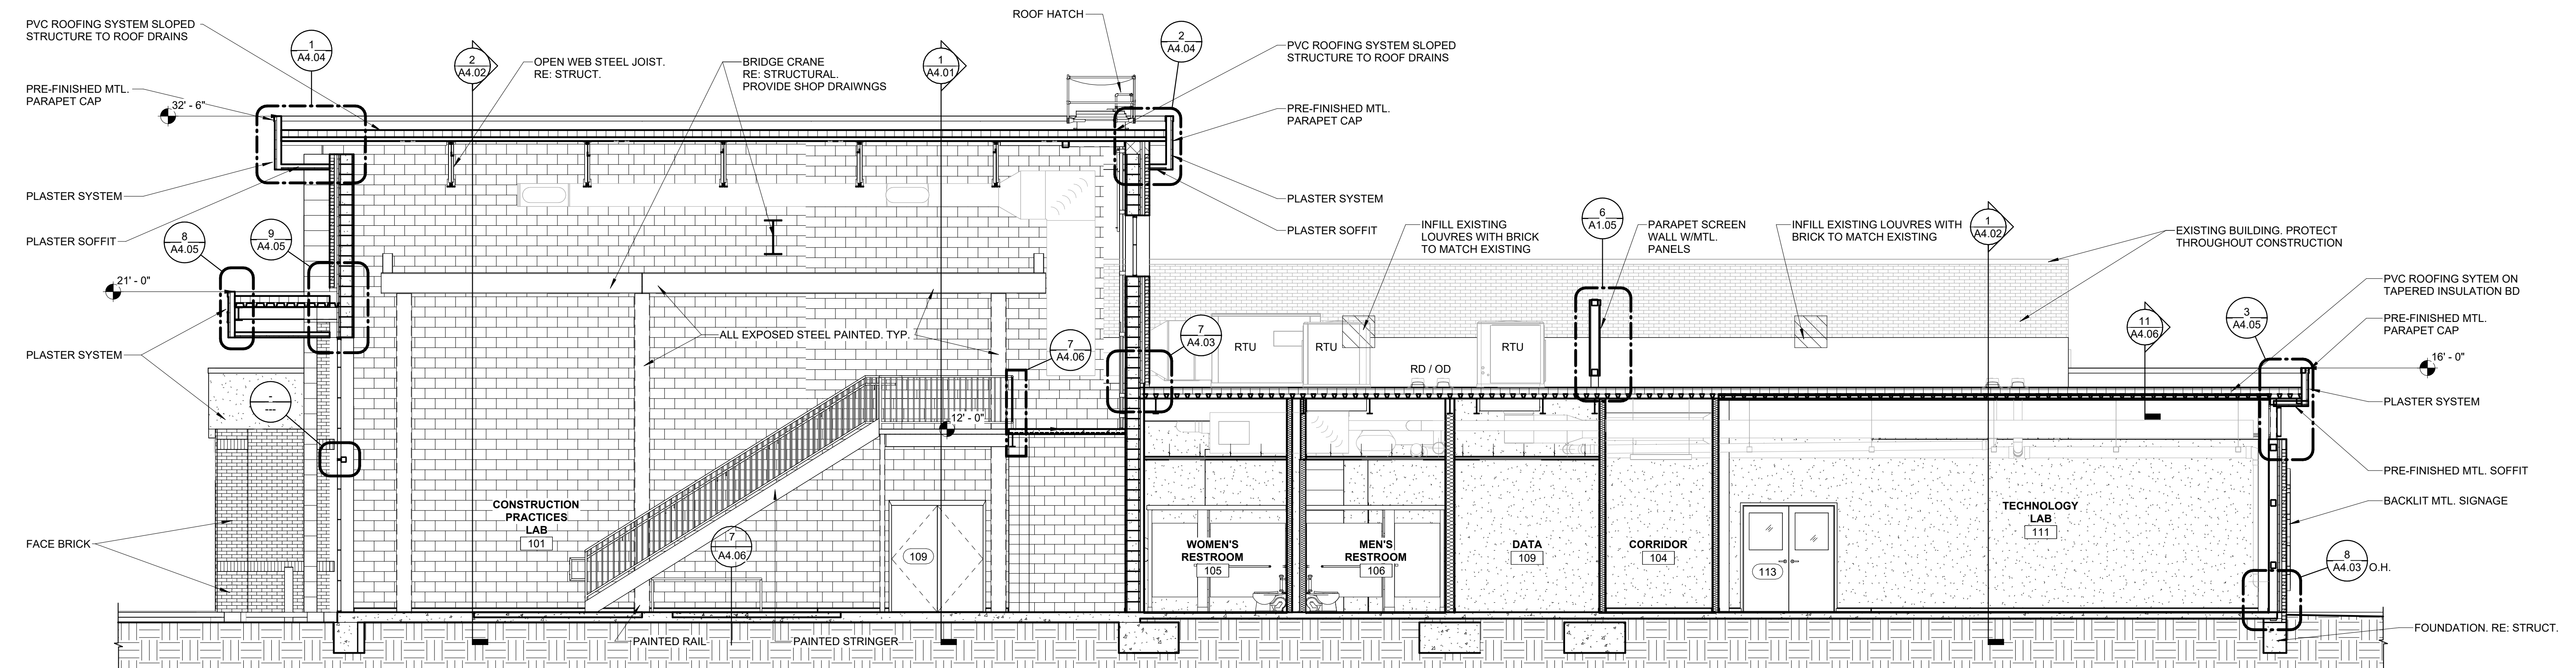 PVC ROOFING SYSTEM SLOPED
STRUCTURE TO ROOF DRAINS
1
A4.04
PRE-FINISHED MTL.
PARAPET CAP
32' - 6"
2
A4.02
OPEN WEB STEEL JOIST.
RE: STRUCT.
BRIDGE CRANE
RE: STRUCTURAL.
PROVIDE SHOP DRAIWNGS
1
A4.01
ROOF HATCH
2
A4.04
PVC ROOFING SYSTEM SLOPED
STRUCTURE TO ROOF DRAINS
PRE-FINISHED MTL.
PARAPET CAP
PLASTER SYSTEM
PLASTER SOFFIT
PLASTER SYSTEM
PLASTER SOFFIT
8
A4.05
9
A4.05
21' - 0"
PLASTER SYSTEM
INFILL EXISTING
LOUVRES WITH BRICK
TO MATCH EXISTING
6
A1.05
PARAPET SCREEN
WALL W/MTL.
PANELS
INFILL EXISTING LOUVRES WITH
BRICK TO MATCH EXISTING
1
A4.02
EXISTING BUILDING. PROTECT
THROUGHOUT CONSTRUCTION
PVC ROOFING SYTEM ON
TAPERED INSULATION BD
PRE-FINISHED MTL.
PARAPET CAP
3
A4.05
11
A4.06
16' - 0"
PLASTER SYSTEM
PRE-FINISHED MTL. SOFFIT
BACKLIT MTL. SIGNAGE
ALL EXPOSED STEEL PAINTED. TYP.
7
A4.06
7
A4.03
RTU
RTU
RTU
RD / OD
-
---
12' - 0"
FACE BRICK
CONSTRUCTION
PRACTICES
LAB
101
7
A4.06
109
WOMEN'S
RESTROOM
105
MEN'S
RESTROOM
106
DATA
109
CORRIDOR
104
113
TECHNOLOGY
LAB
111
8
A4.03
O.H.
PAINTED RAIL
PAINTED STRINGER
FOUNDATION. RE: STRUCT.